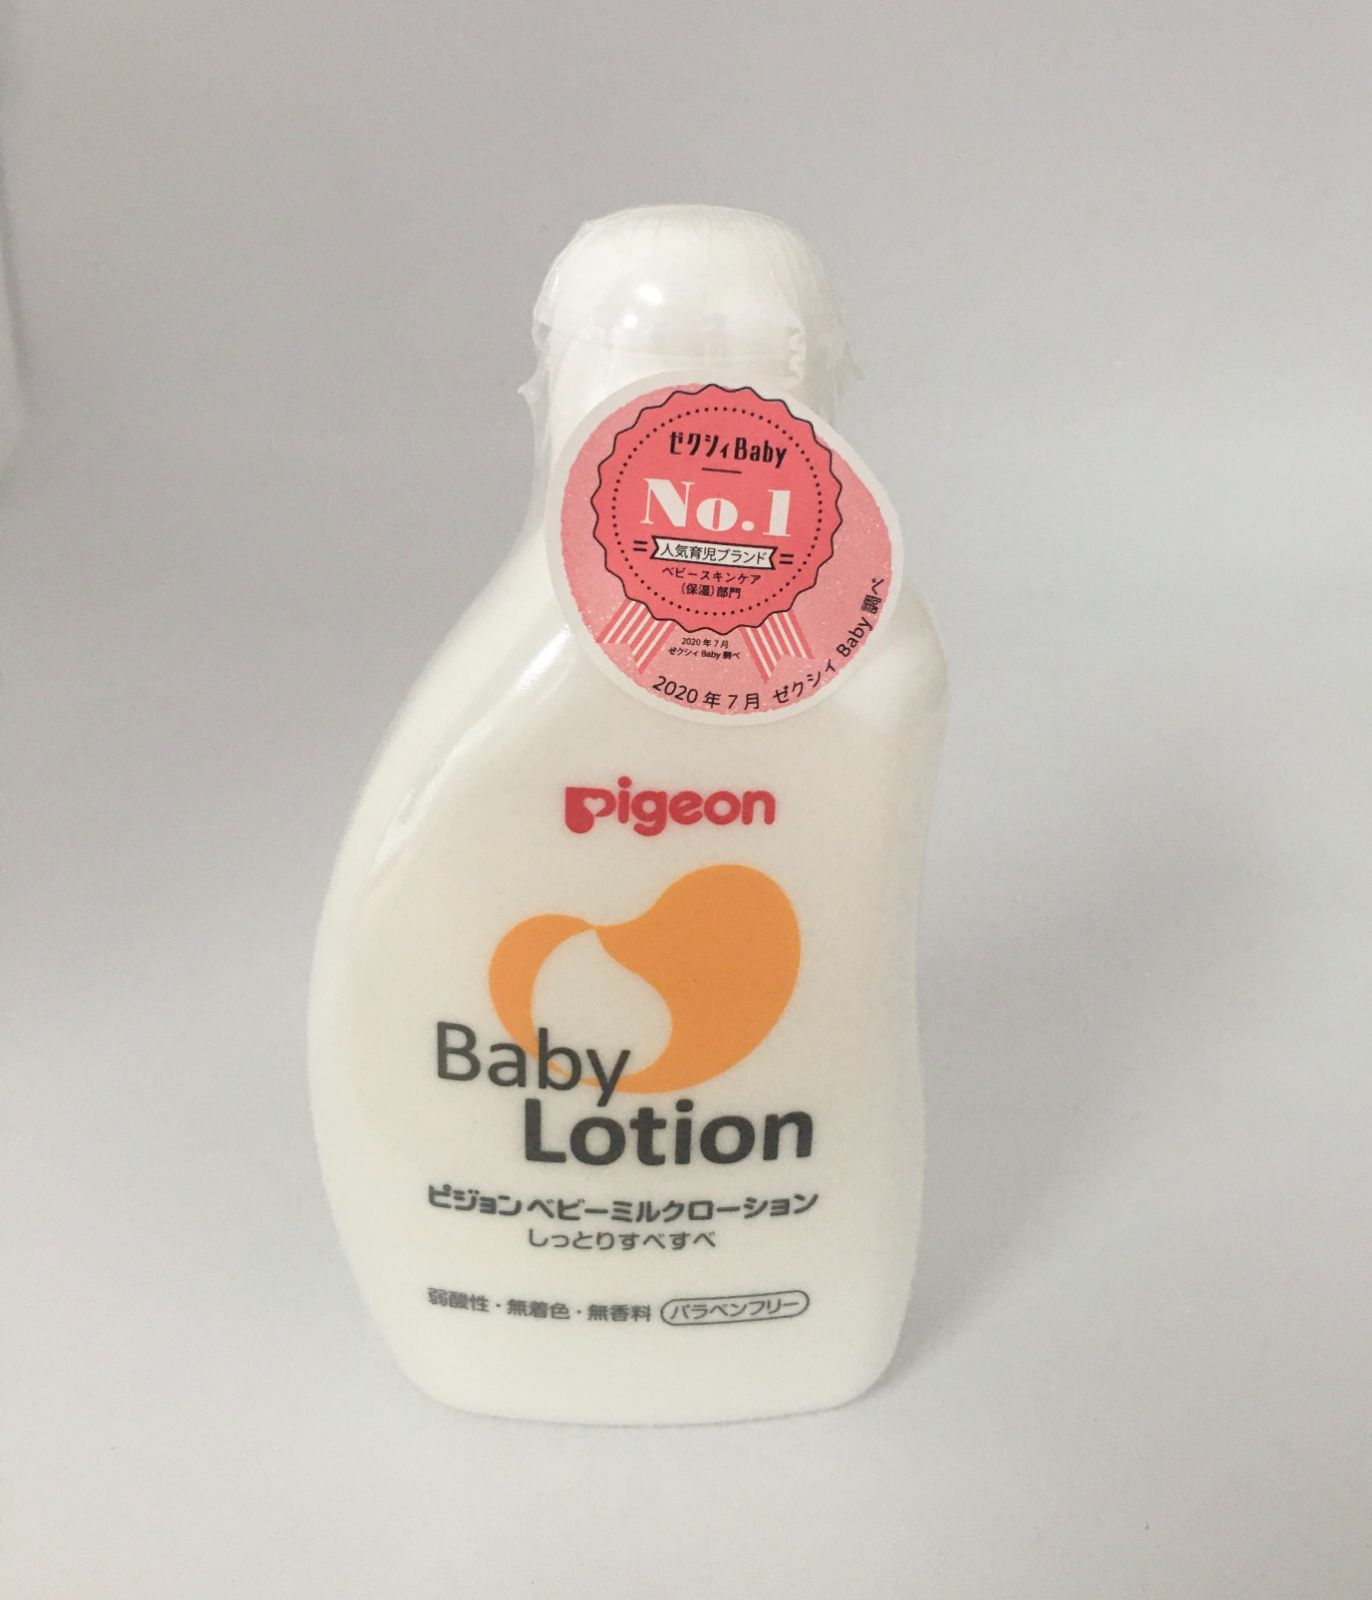 ゼクシィBaby
No.1
人気育児ブランド
ベビースキンケア
(保湿)部門
2020年7月
ゼクシィBaby調べ
2020年7月 ゼクシィ Baby 調べ
pigeon
Baby
Lotion
ピジョン ベビーミルクローション
しっとりすべすべ
弱酸性・無着色・無香料 パラベンフリー